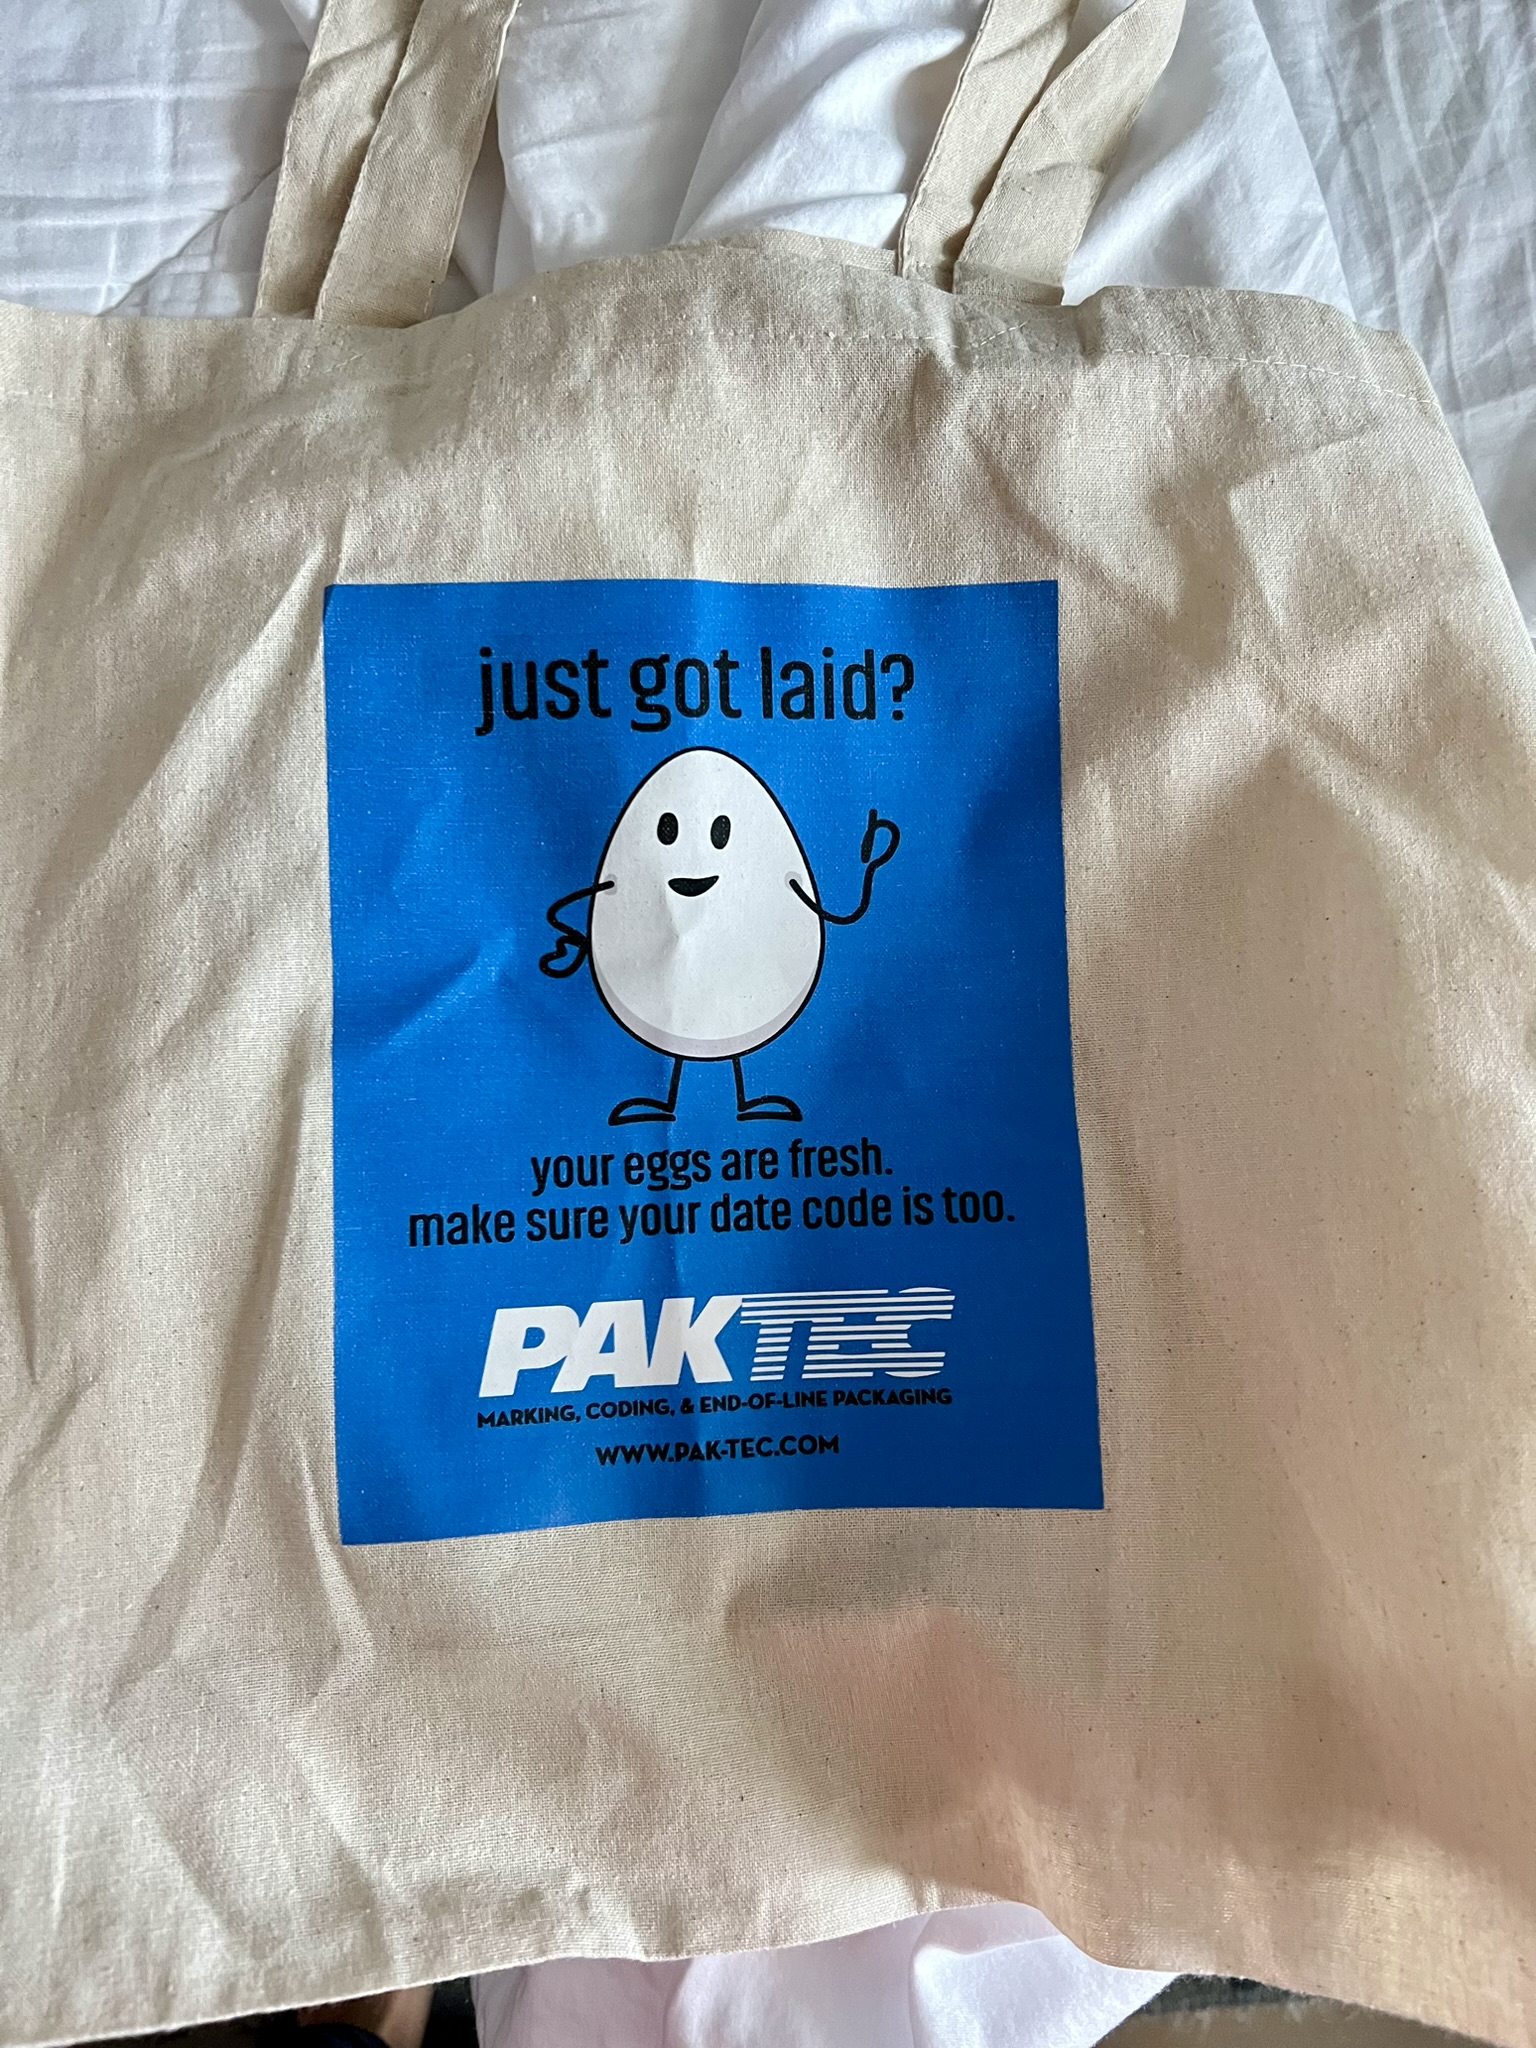 just got laid?
your eggs are fresh.
make sure your date code is too.
PAKTEC
MARKING, CODING, & END-OF-LINE PACKAGING
WWW.PAK-TEC.COM